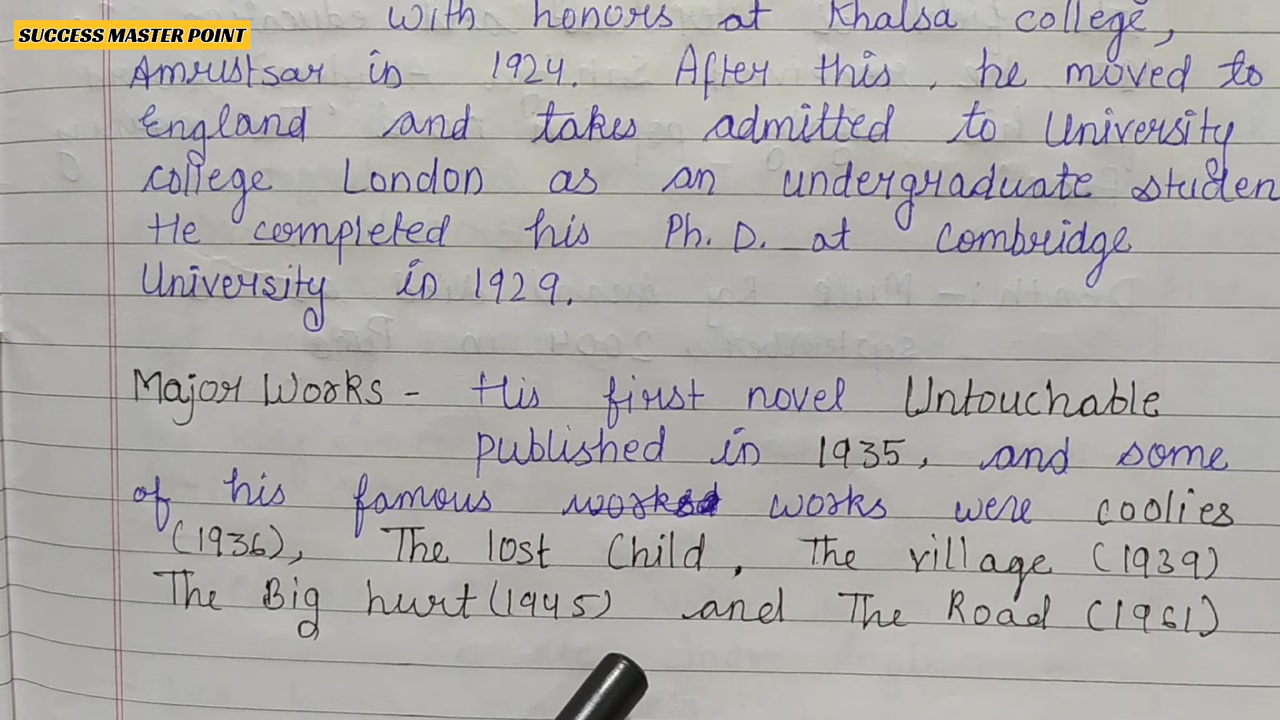 SUCCESS MASTER POINT
with honors at Khalsa college,
Amrustsar in 1924. After this, he moved to
England and takes admitted to University
college London as an undergraduate studen
He completed his Ph. D. at Combridge
University in 1929.
Major Works - His first novel Untouchable
published in 1935, and some
of his famous works were coolies
(1936), The lost Child, The village (1939)
The Big hurt (1945) and The Road (1961)